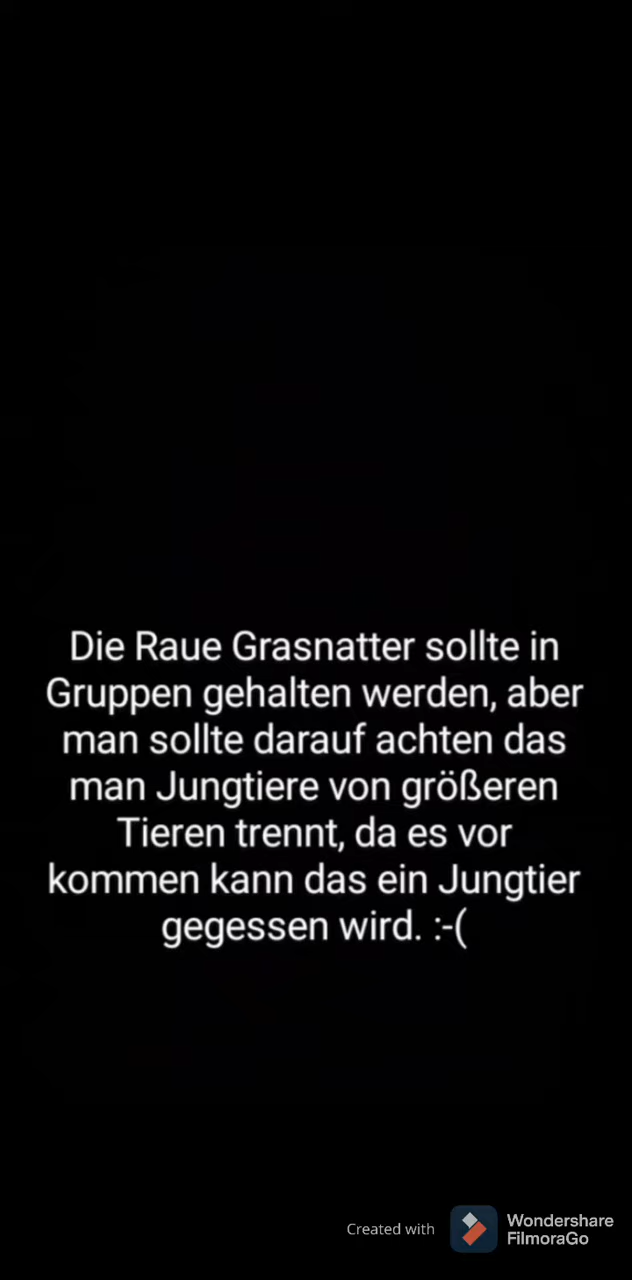 Die Raue Grasnatter sollte in
Gruppen gehalten werden, aber
man sollte darauf achten das
man Jungtiere von größeren
Tieren trennt, da es vor
kommen kann das ein Jungtier
gegessen wird. :-(
Created with
Wondershare
FilmoraGo